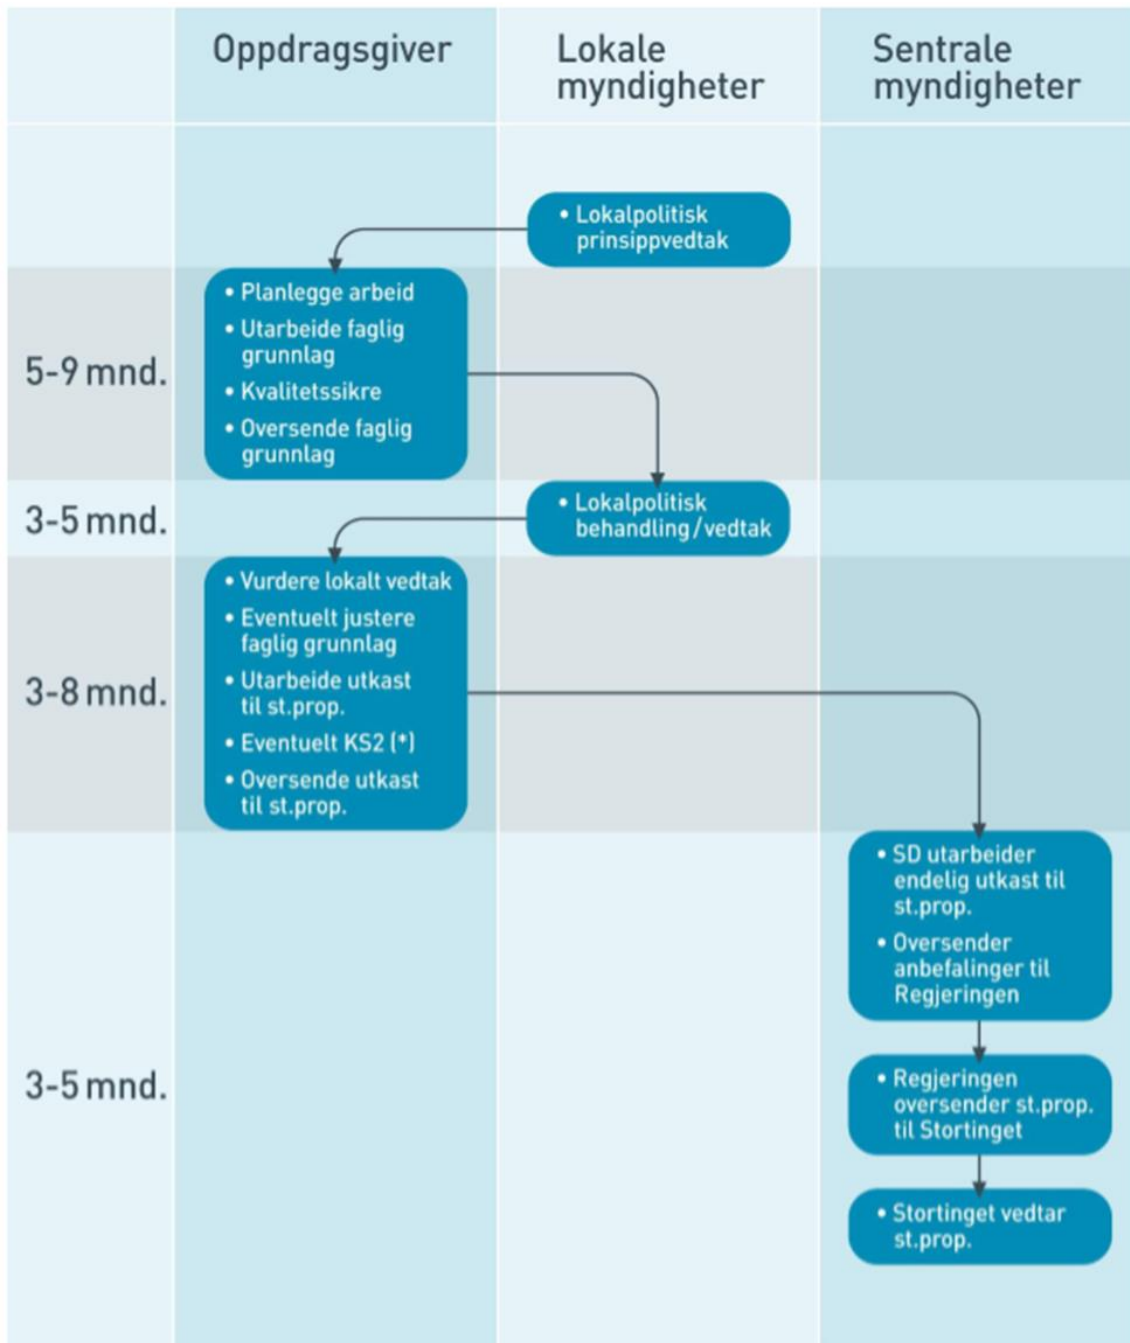 Oppdragsgiver
Lokale
myndigheter
Sentrale
myndigheter
• Lokalpolitisk
prinsippvedtak
5-9 mnd.
• Planlegge arbeid
• Utarbeide faglig
grunnlag
• Kvalitetssikre
• Oversende faglig
grunnlag
3-5 mnd.
• Lokalpolitisk
behandling/vedtak
3-8 mnd.
• Vurdere lokalt vedtak
• Eventuelt justere
faglig grunnlag
• Utarbeide utkast
til st.prop.
• Eventuelt KS2 (*)
• Oversende utkast
til st.prop.
3-5 mnd.
• SD utarbeider
endelig utkast til
st.prop.
• Oversender
anbefalinger til
Regjeringen
• Regjeringen
oversender st.prop.
til Stortinget
• Stortinget vedtar
st.prop.